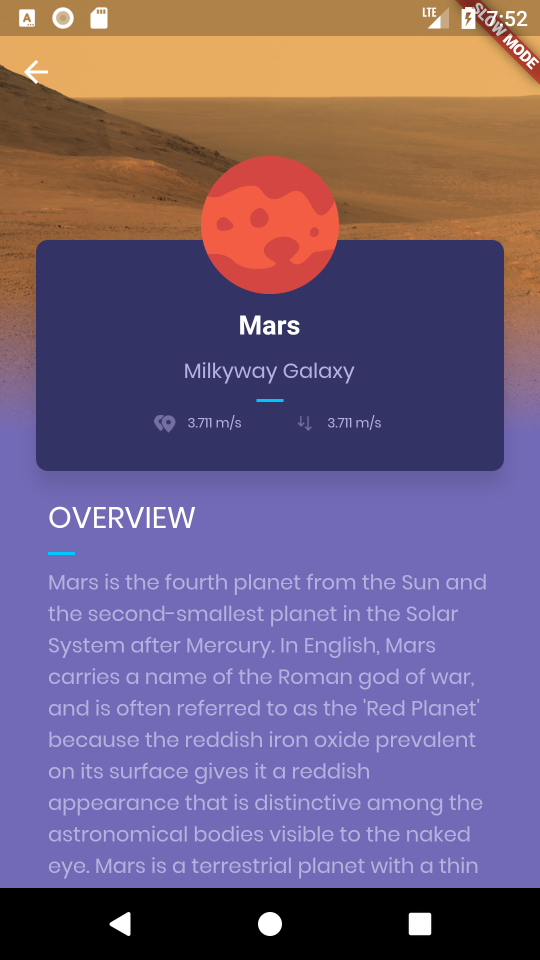 A
LTE
7:52
SLOW MODE
Mars
Milkyway Galaxy
3.711 m/s 3.711 m/s
OVERVIEW
Mars is the fourth planet from the Sun and
the second-smallest planet in the Solar
System after Mercury. In English, Mars
carries a name of the Roman god of war,
and is often referred to as the 'Red Planet'
because the reddish iron oxide prevalent
on its surface gives it a reddish
appearance that is distinctive among the
astronomical bodies visible to the naked
eye. Mars is a terrestrial planet with a thin